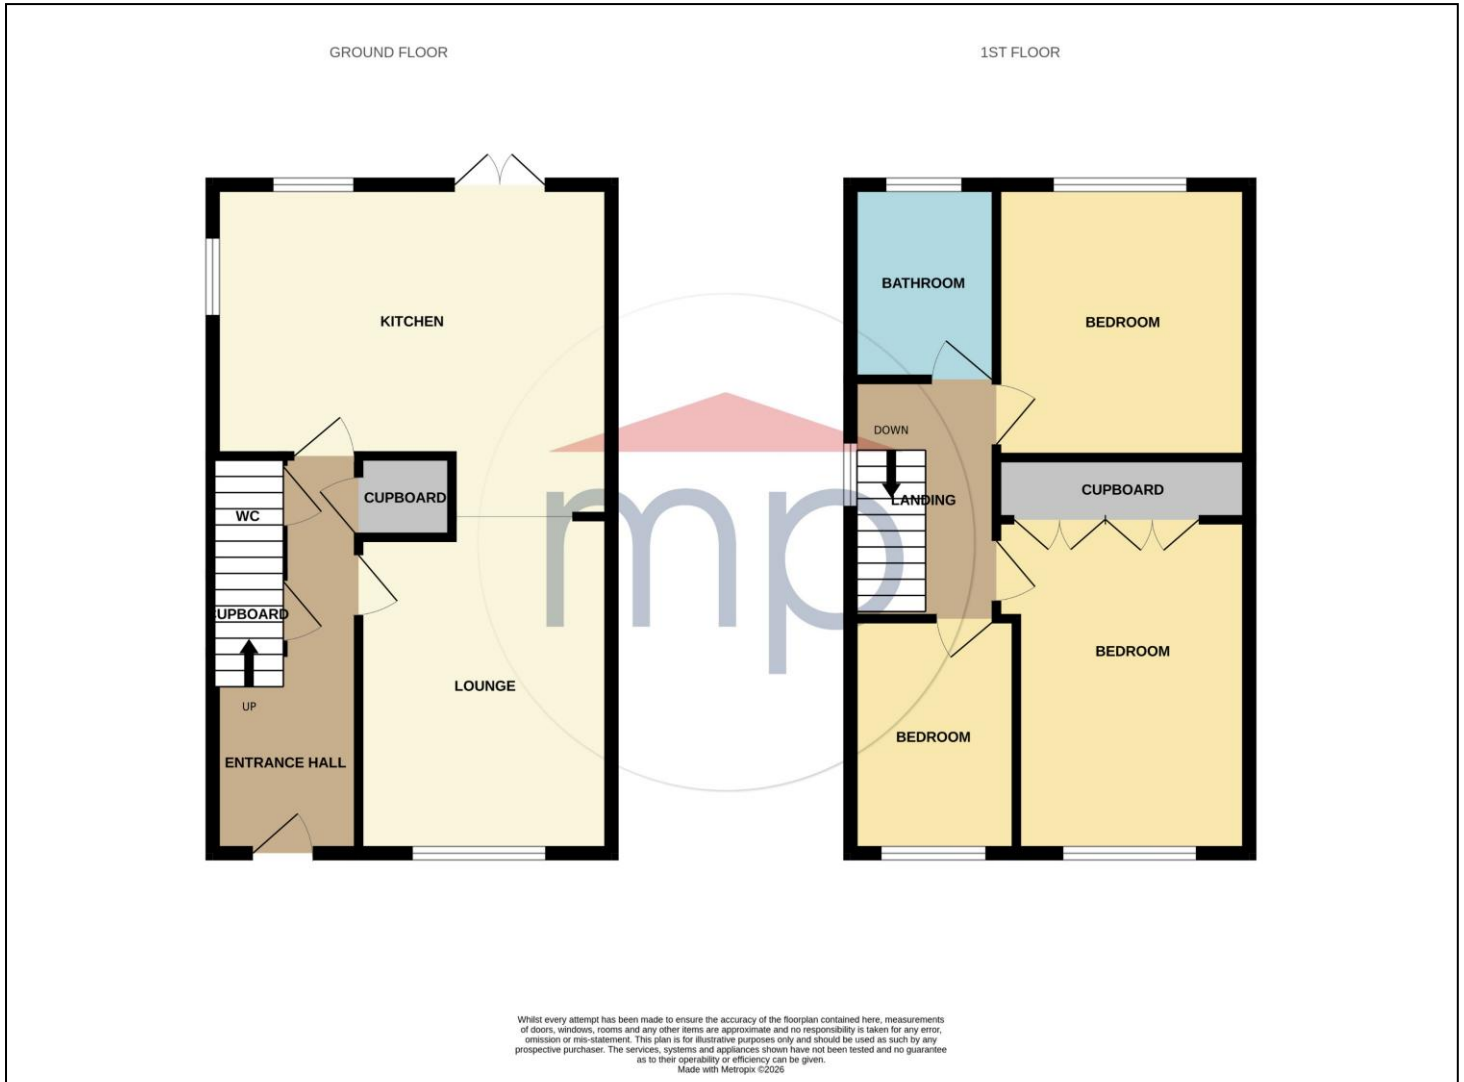 GROUND FLOOR
KITCHEN
CUPBOARD
WC
CUPBOARD
LOUNGE
UP
ENTRANCE HALL
1ST FLOOR
BATHROOM
BEDROOM
DOWN
LANDING
CUPBOARD
BEDROOM
BEDROOM
mp
Whilst every attempt has been made to ensure the accuracy of the floorplan contained here, measurements
of doors, windows, rooms and any other items are approximate and no responsibility is taken for any error,
omission or mis-statement. This plan is for illustrative purposes only and should be used as such by any
prospective purchaser. The services, systems and appliances shown have not been tested and no guarantee
as to their operability or efficiency can be given.
Made with Metropix ©2026